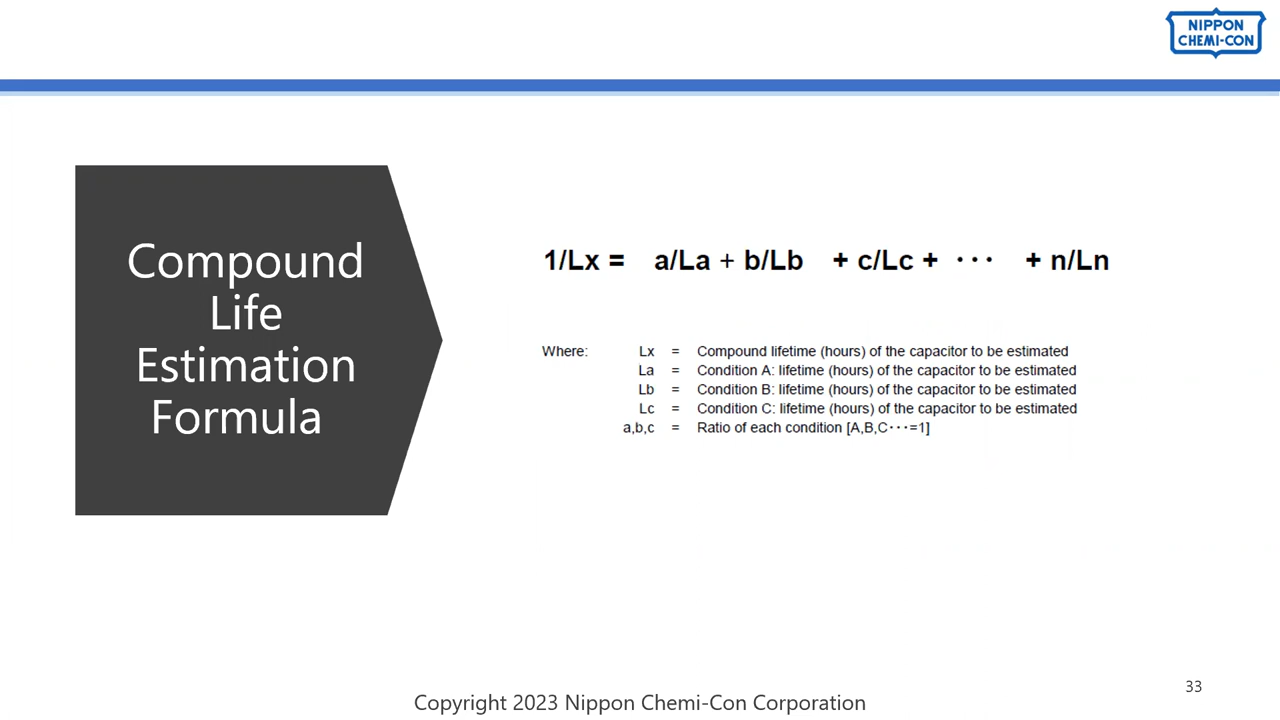 NIPPON
CHEMI-CON
Compound
Life
Estimation
Formula
1/Lx = a/La + b/Lb + c/Lc + ··· + n/Ln
Where: Lx = Compound lifetime (hours) of the capacitor to be estimated
La = Condition A: lifetime (hours) of the capacitor to be estimated
Lb = Condition B: lifetime (hours) of the capacitor to be estimated
Lc = Condition C: lifetime (hours) of the capacitor to be estimated
a,b,c = Ratio of each condition [A,B,C···=1]
33
Copyright 2023 Nippon Chemi-Con Corporation